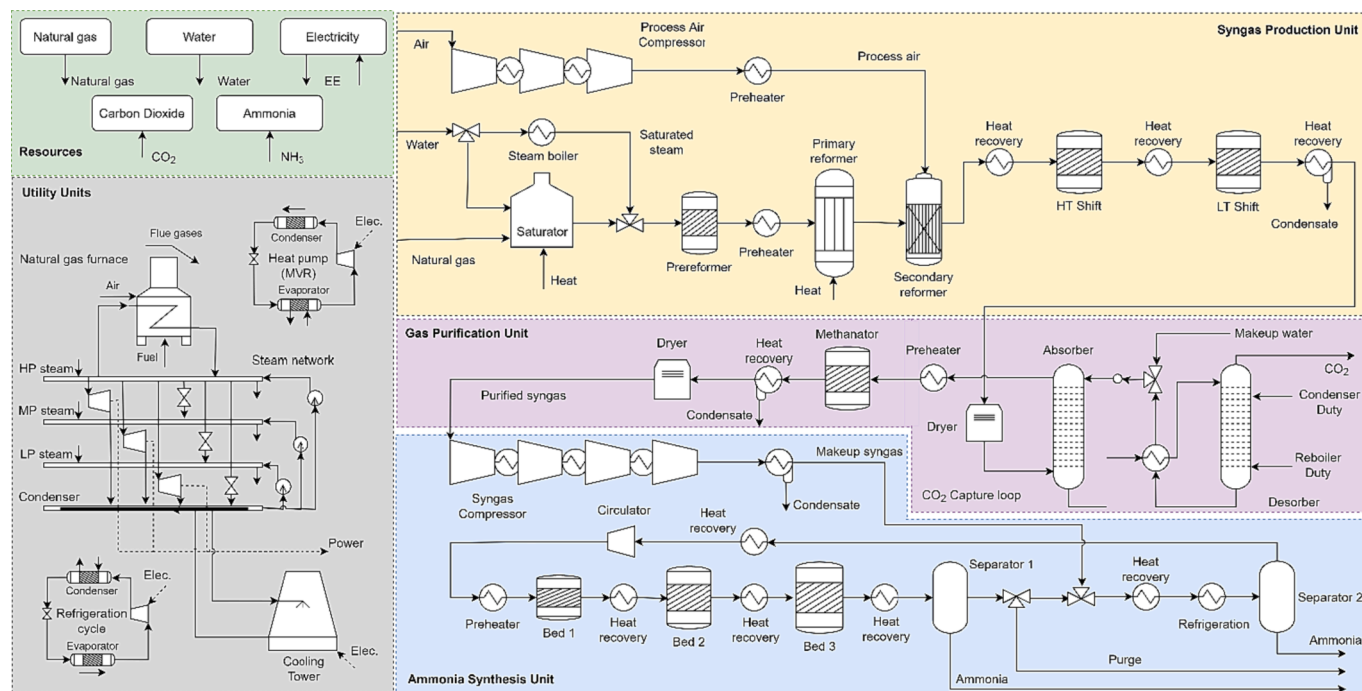 Natural gas
Water
Electricity
Natural gas
Water
EE
Carbon Dioxide
Ammonia
CO₂
NH₃
Resources
Utility Units
Flue gases
Natural gas furnace
Air
Fuel
Elec.
Condenser
Heat pump
(MVR)
Evaporator
Steam network
HP steam
MP steam
LP steam
Condenser
Power
Elec.
Condenser
Refrigeration
cycle
Evaporator
Cooling
Tower
Elec.
Syngas Production Unit
Air
Process Air
Compressor
Preheater
Process air
Water
Steam boiler
Saturated
steam
Saturator
Natural gas
Heat
Prereformer
Preheater
Primary
reformer
Heat
Secondary
reformer
Heat
recovery
HT Shift
Heat
recovery
LT Shift
Heat
recovery
Condensate
Gas Purification Unit
Purified syngas
Dryer
Heat
recovery
Condensate
Methanator
Preheater
Absorber
Makeup water
CO₂
Condenser
Duty
Dryer
Reboiler
Duty
CO₂ Capture loop
Desorber
Syngas
Compressor
Makeup syngas
Condensate
Circulator
Heat
recovery
Preheater
Bed 1
Heat
recovery
Bed 2
Heat
recovery
Bed 3
Heat
recovery
Separator 1
Heat
recovery
Refrigeration
Separator 2
Ammonia
Purge
Ammonia
Ammonia Synthesis Unit